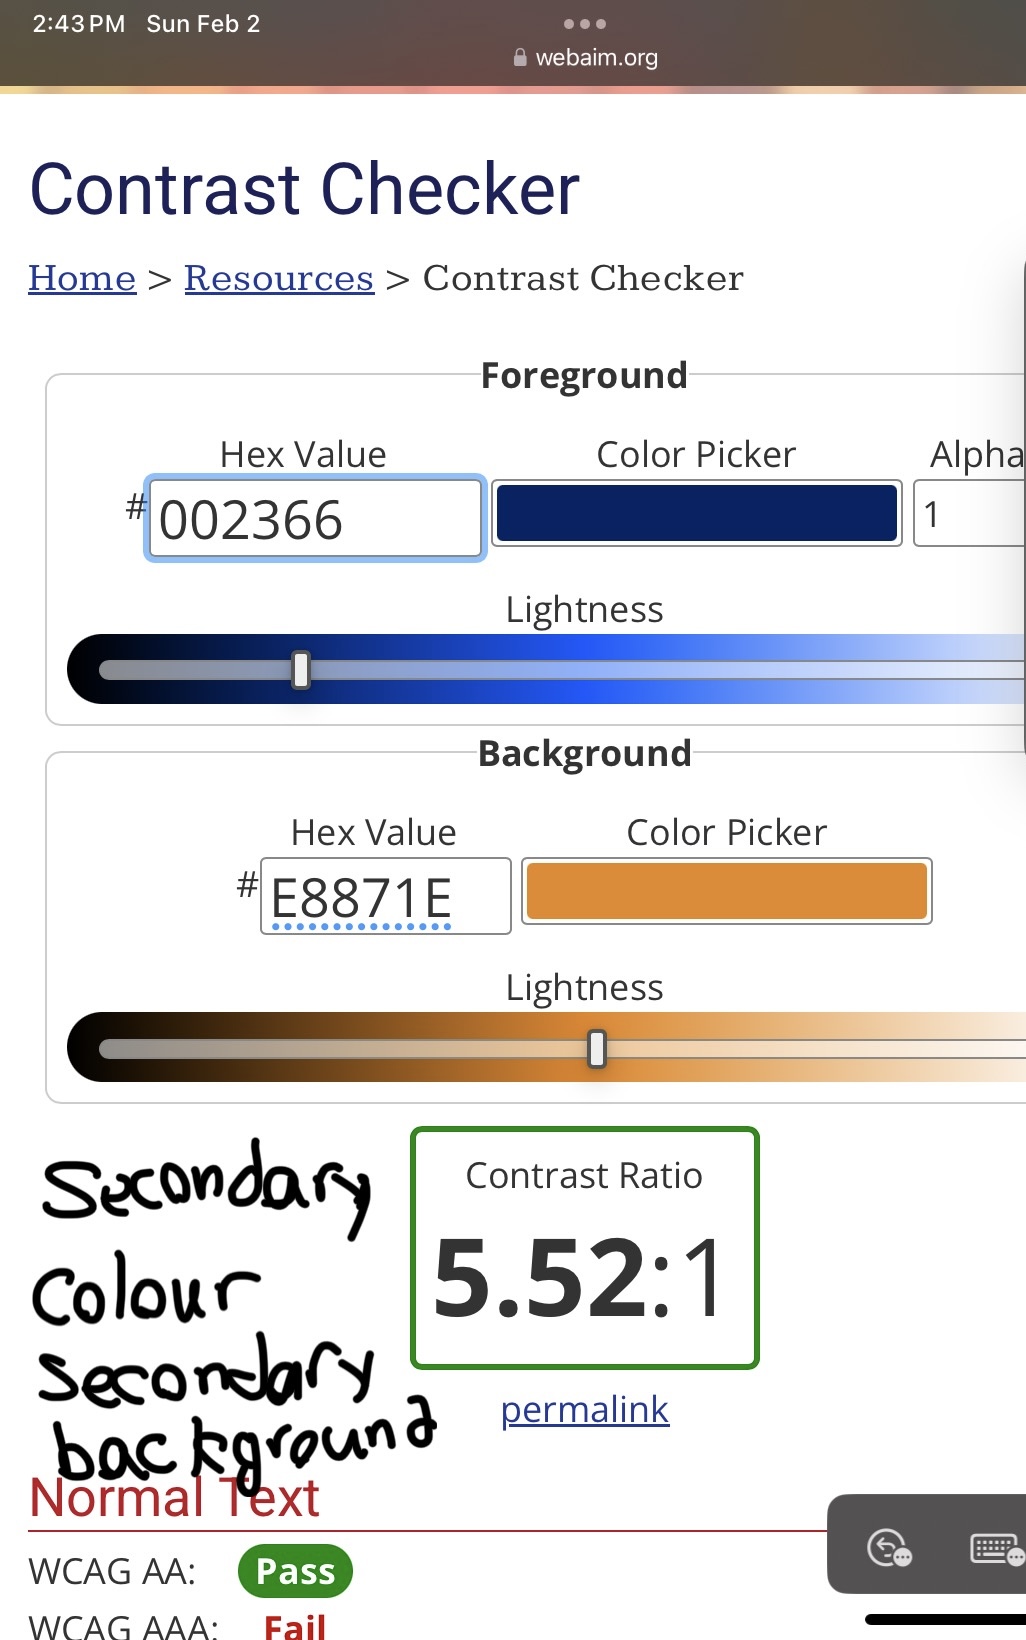 2:43 PM Sun Feb 2
webaim.org
Contrast Checker
Home > Resources > Contrast Checker
Foreground
Hex Value Color Picker Alpha
# 002366 1
Lightness
Background
Hex Value Color Picker
# E8871E
Lightness
Secondary
Colour
secondary
background
Contrast Ratio
5.52:1
permalink
Normal Text
WCAG AA: Pass
WCAG AAA: Fail